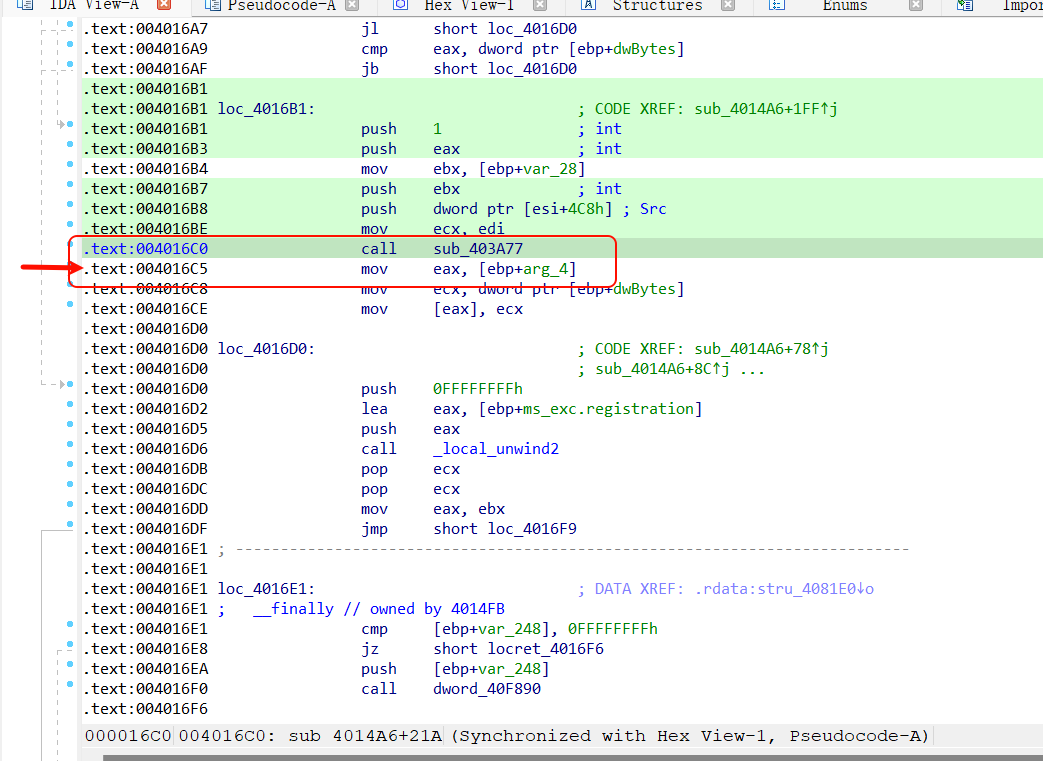 IDA View-A Pseudocode-A Hex View-1 Structures Enums
.text:004016A7 jl short loc_4016D0
.text:004016A9 cmp eax, dword ptr [ebp+dwBytes]
.text:004016AF jb short loc_4016D0
.text:004016B1
.text:004016B1 loc_4016B1: ; CODE XREF: sub_4014A6+1FF↑j
.text:004016B1 push 1 ; int
.text:004016B3 push eax ; int
.text:004016B4 mov ebx, [ebp+var_28]
.text:004016B7 push ebx ; int
.text:004016B8 push dword ptr [esi+4C8h] ; Src
.text:004016BE mov ecx, edi
.text:004016C0 call sub_403A77
.text:004016C5 mov eax, [ebp+arg_4]
.text:004016C8 mov ecx, dword ptr [ebp+dwBytes]
.text:004016CE mov [eax], ecx
.text:004016D0
.text:004016D0 loc_4016D0: ; CODE XREF: sub_4014A6+78↑j
.text:004016D0 ; sub_4014A6+8C↑j ...
.text:004016D0 push 0FFFFFFFFh
.text:004016D2 lea eax, [ebp+ms_exc.registration]
.text:004016D5 push eax
.text:004016D6 call _local_unwind2
.text:004016DB pop ecx
.text:004016DC pop ecx
.text:004016DD mov eax, ebx
.text:004016DF jmp short loc_4016F9
.text:004016E1 ; ---------------------------------------------------------------------------
.text:004016E1
.text:004016E1 loc_4016E1: ; DATA XREF: .rdata:stru_4081E0↓o
.text:004016E1 ; __finally // owned by 4014FB
.text:004016E1 cmp [ebp+var_248], 0FFFFFFFFh
.text:004016E8 jz short locret_4016F6
.text:004016EA push [ebp+var_248]
.text:004016F0 call dword_40F890
.text:004016F6
000016C0 004016C0: sub 4014A6+21A (Synchronized with Hex View-1, Pseudocode-A)